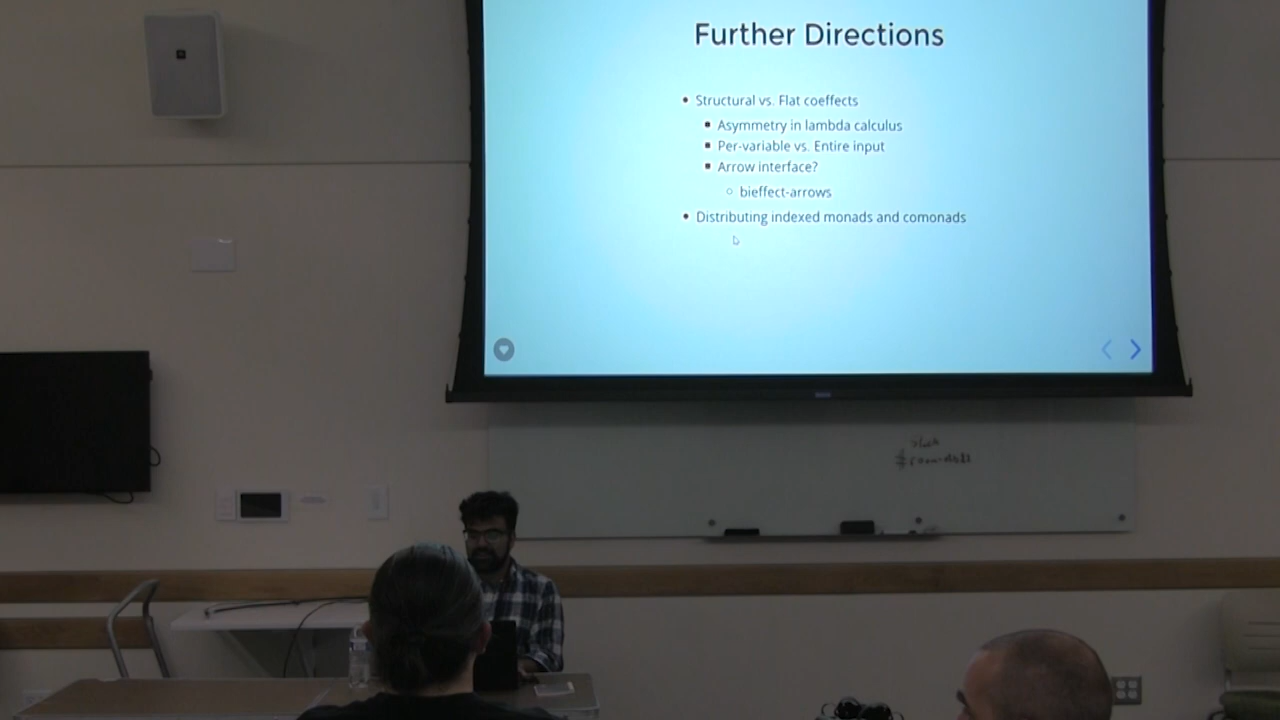 Further Directions
Structural vs. Flat coeffects
Asymmetry in lambda calculus
Per-variable vs. Entire input
Arrow interface?
bieffect-arrows
Distributing indexed monads and comonads